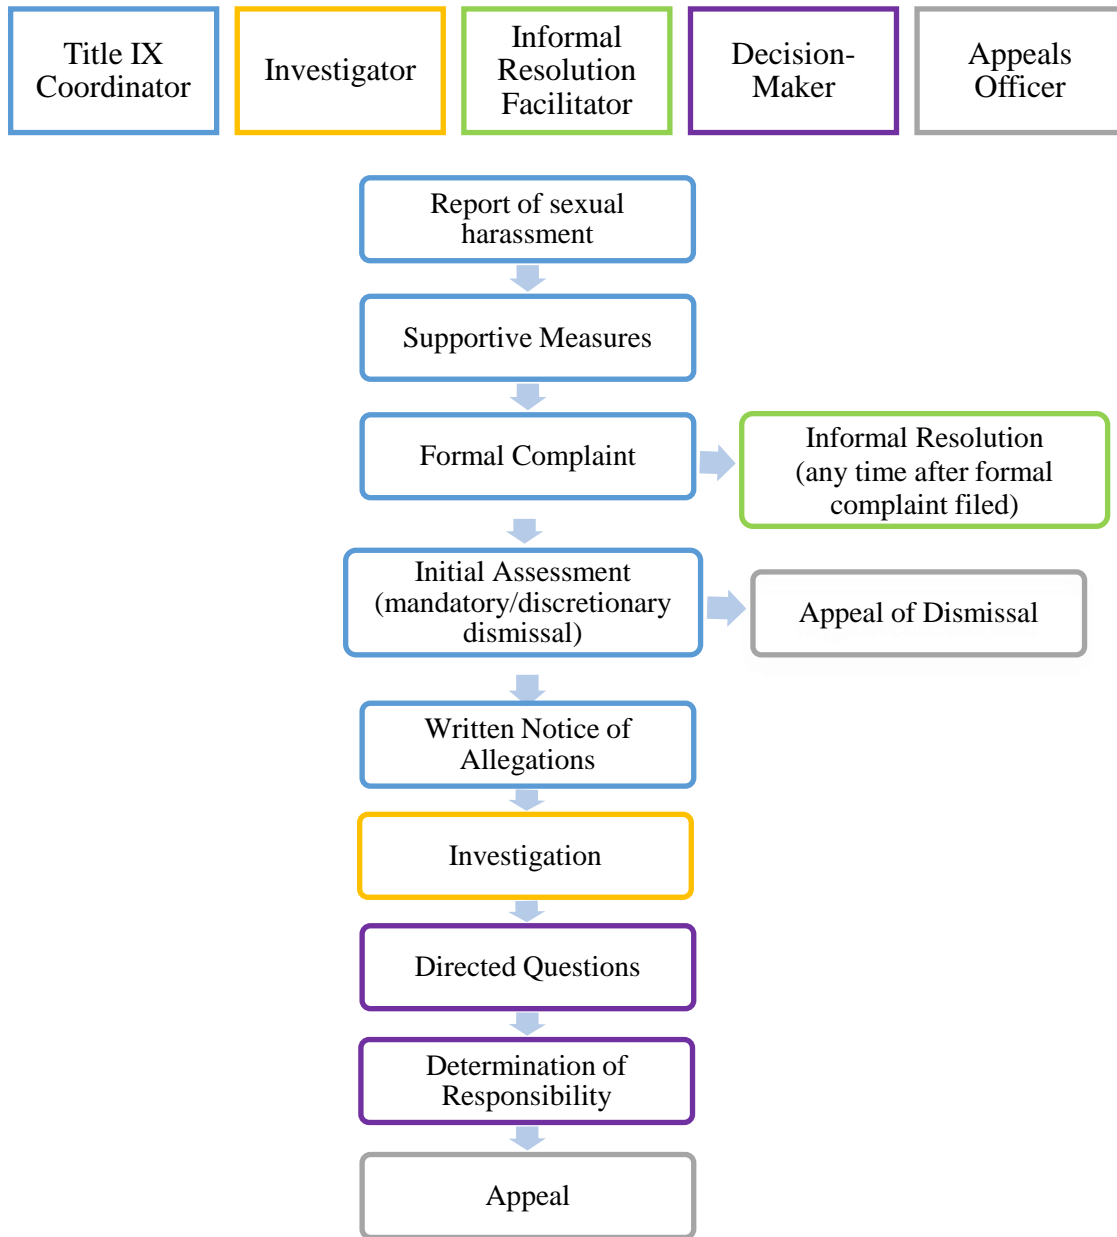 Title IX
Coordinator
Investigator
Informal
Resolution
Facilitator
Decision-
Maker
Appeals
Officer
Report of sexual
harassment
Supportive Measures
Formal Complaint
Informal Resolution
(any time after formal
complaint filed)
Initial Assessment
(mandatory/discretionary
dismissal)
Appeal of Dismissal
Written Notice of
Allegations
Investigation
Directed Questions
Determination of
Responsibility
Appeal